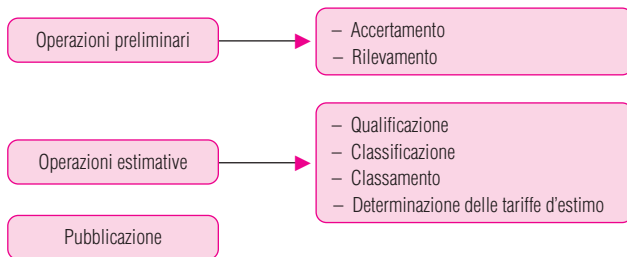 Operazioni preliminari
– Accertamento
– Rilevamento
Operazioni estimative
– Qualificazione
– Classificazione
– Classamento
– Determinazione delle tariffe d'estimo
Pubblicazione